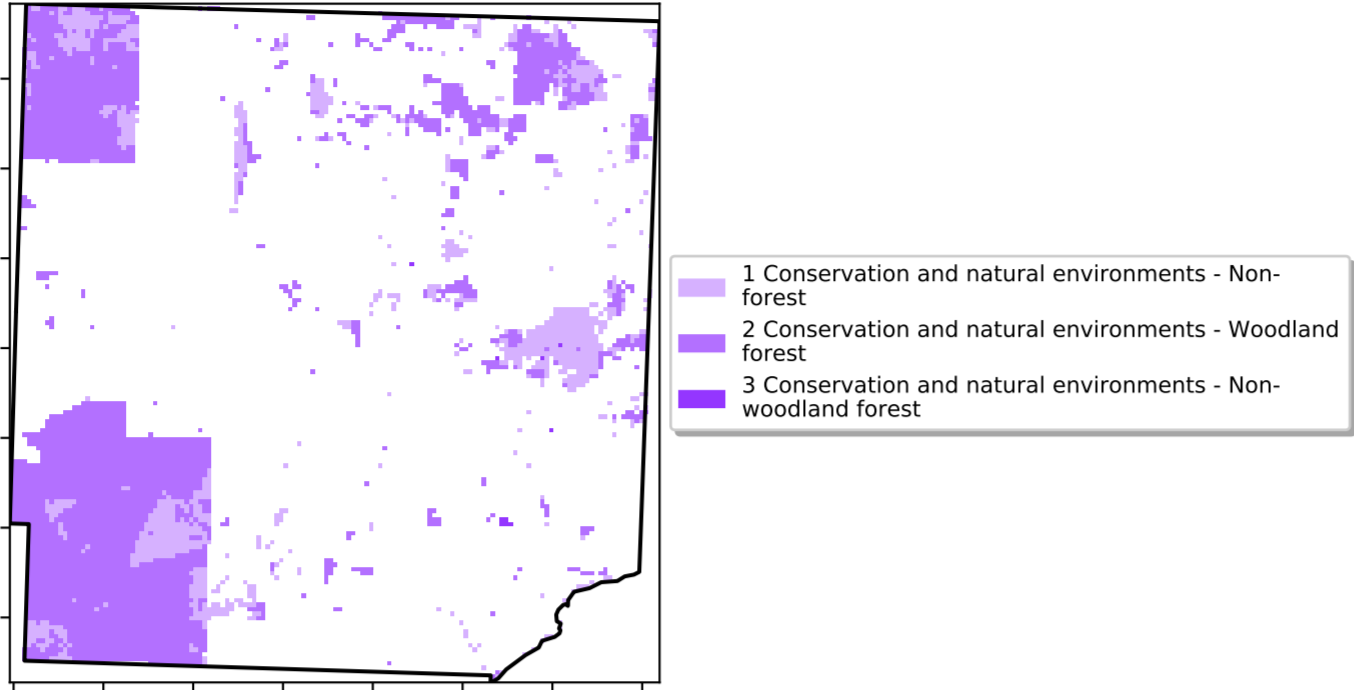 1 Conservation and natural environments - Non-
forest
2 Conservation and natural environments - Woodland
forest
3 Conservation and natural environments - Non-
woodland forest